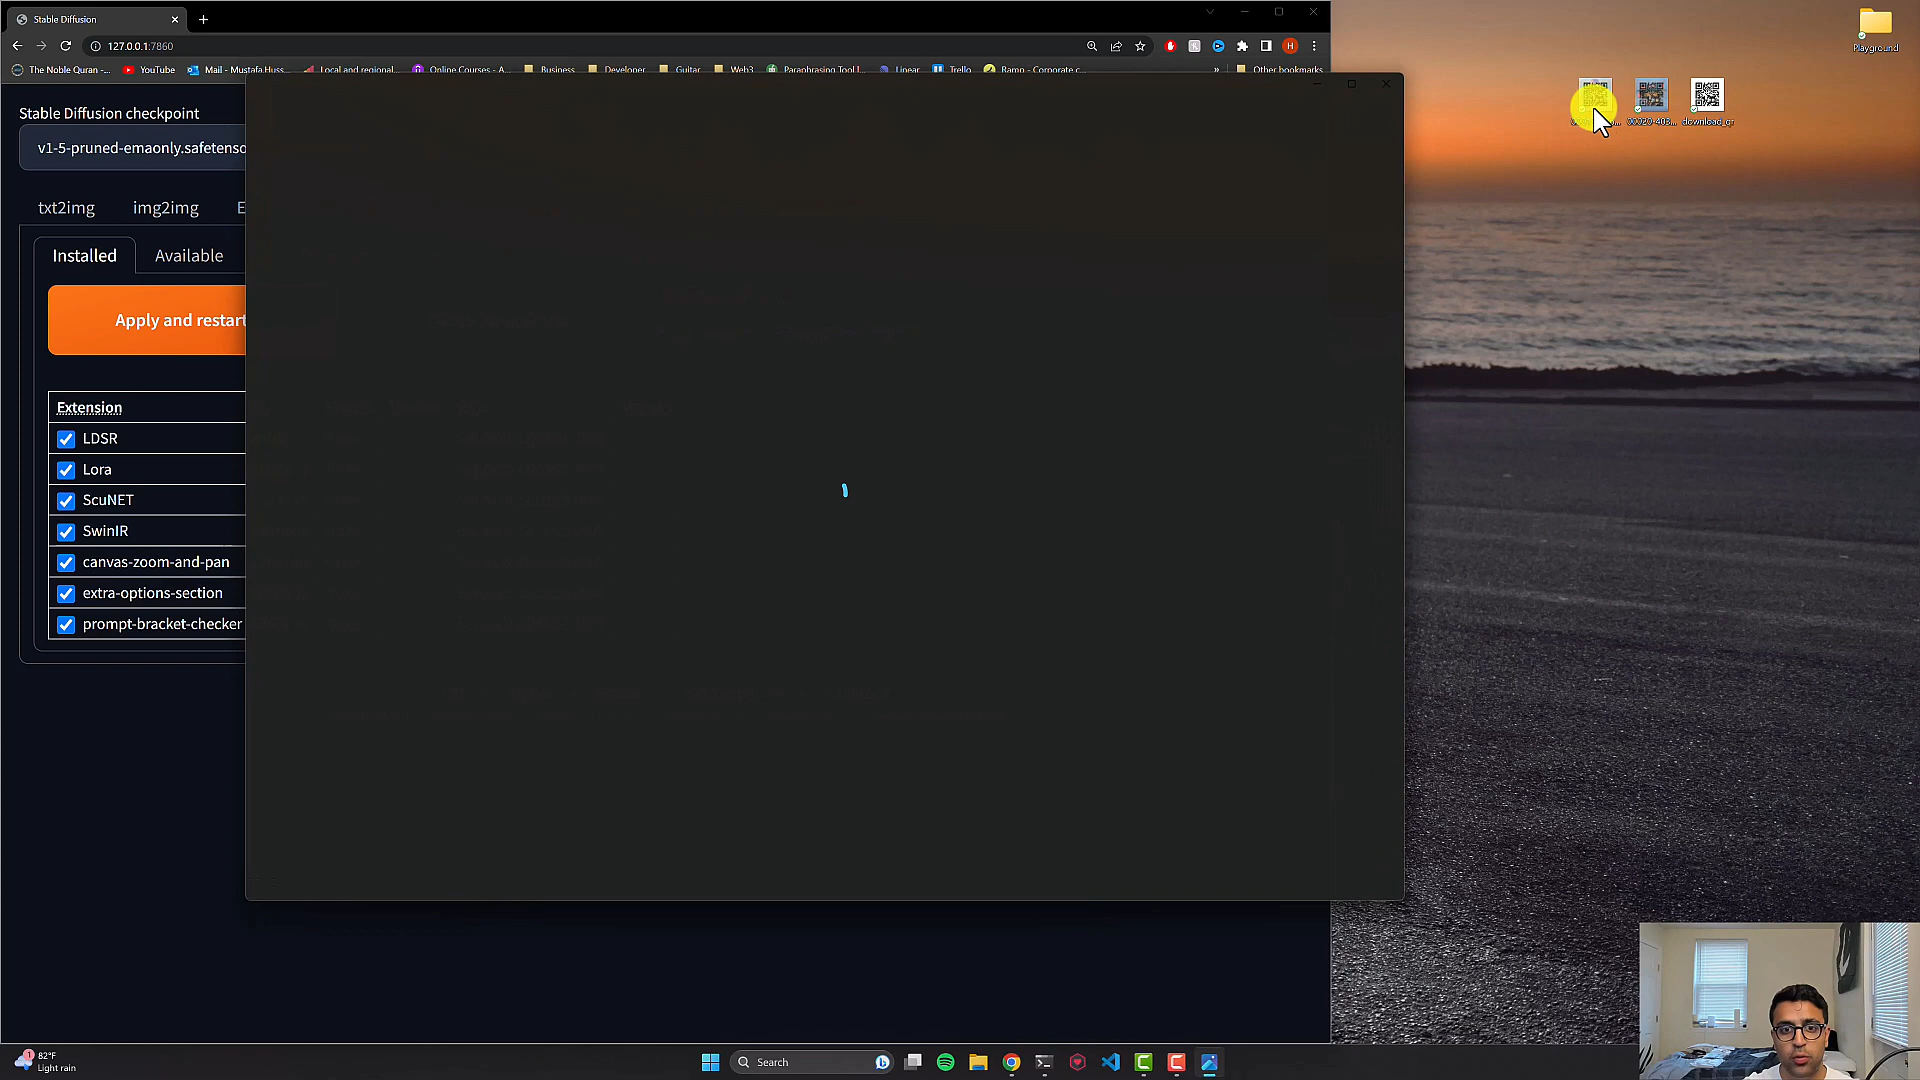 Stable Diffusion
127.0.0.1:7860
The Noble Quran -...
YouTube
Mail - Mustafa.Huss...
Local and regional...
Online Courses - A...
Business
Developer
Guitar
Web3
Paraphrasing Tool |...
Linear
Trello
Ramp - Corporate c...
»
Other bookmarks
Stable Diffusion checkpoint
v1-5-pruned-emaonly.safetenso
txt2img
img2img
E
Installed
Available
Apply and restart
Extension
LDSR
Lora
ScuNET
SwinIR
canvas-zoom-and-pan
extra-options-section
prompt-bracket-checker
Playground
00020-403...
download_qr
H
1
82°F
Light rain
Search